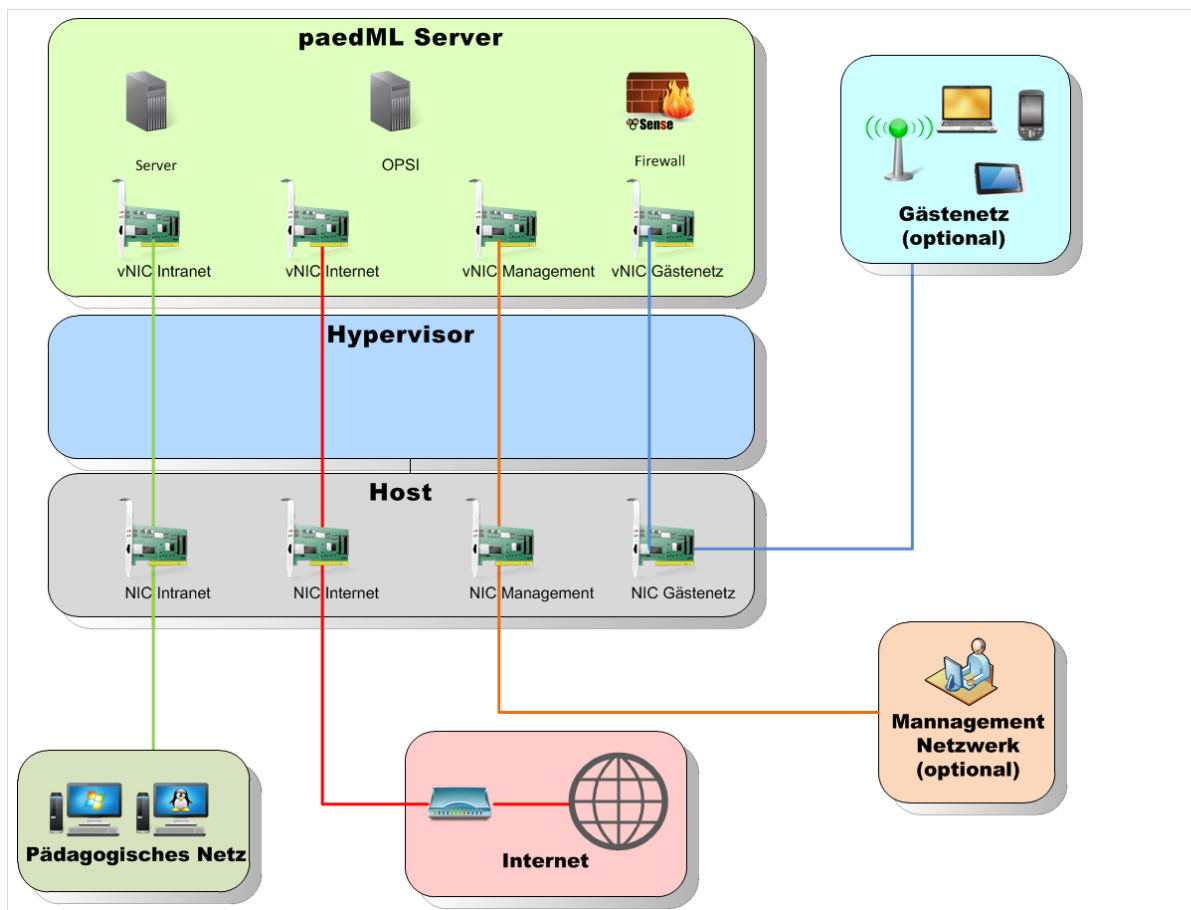 paedML Server
Server
OPSI
Sense
Firewall
vNIC Intranet
vNIC Internet
vNIC Management
vNIC Gästenetz
Gästenetz
(optional)
Hypervisor
Host
NIC Intranet
NIC Internet
NIC Management
NIC Gästenetz
Mannagement
Netzwerk
(optional)
Pädagogisches Netz
Internet